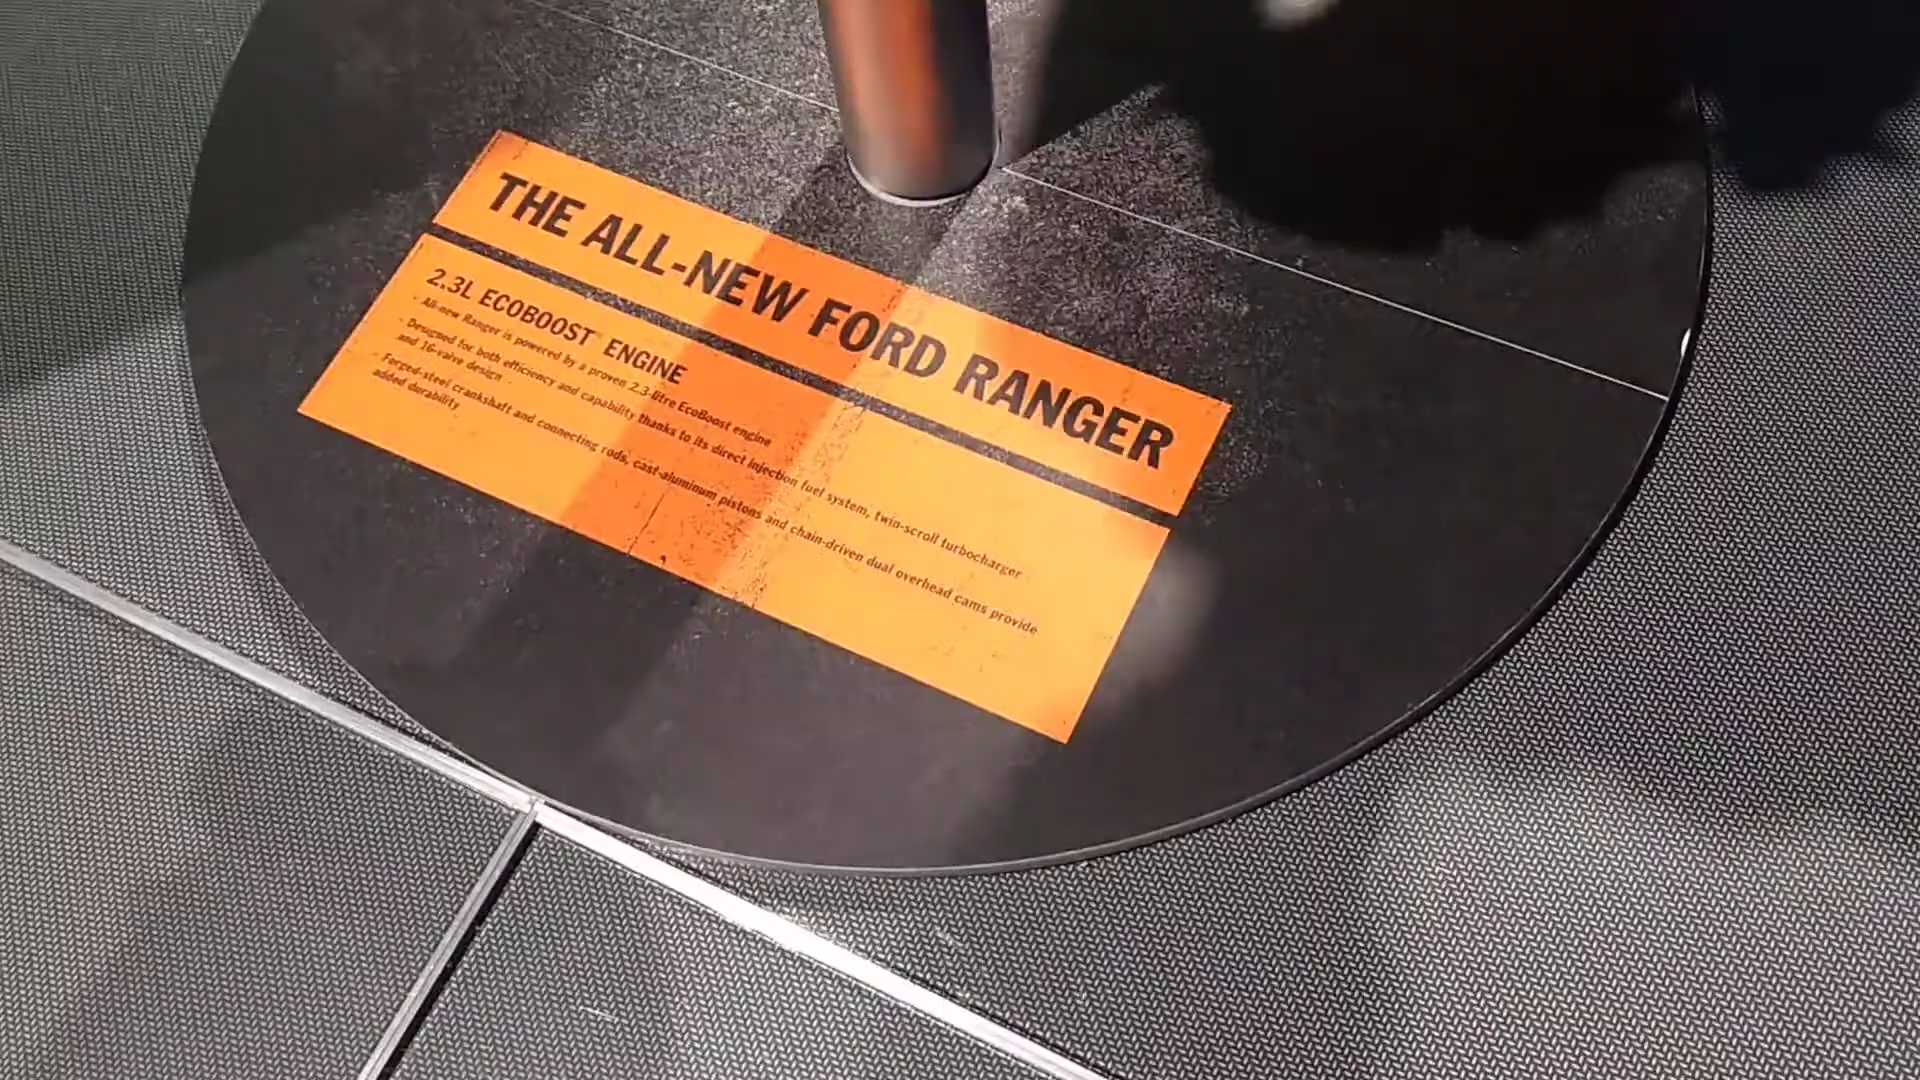 THE ALL-NEW FORD RANGER
2.3L ECOBOOST ENGINE
· All-new Ranger is powered by a proven 2.3-litre EcoBoost engine
· Designed for both efficiency and capability thanks to its direct injection fuel system, twin-scroll turbocharger
and 16-valve design
· Forged-steel crankshaft and connecting rods, cast-aluminum pistons and chain-driven dual overhead cams provide
added durability